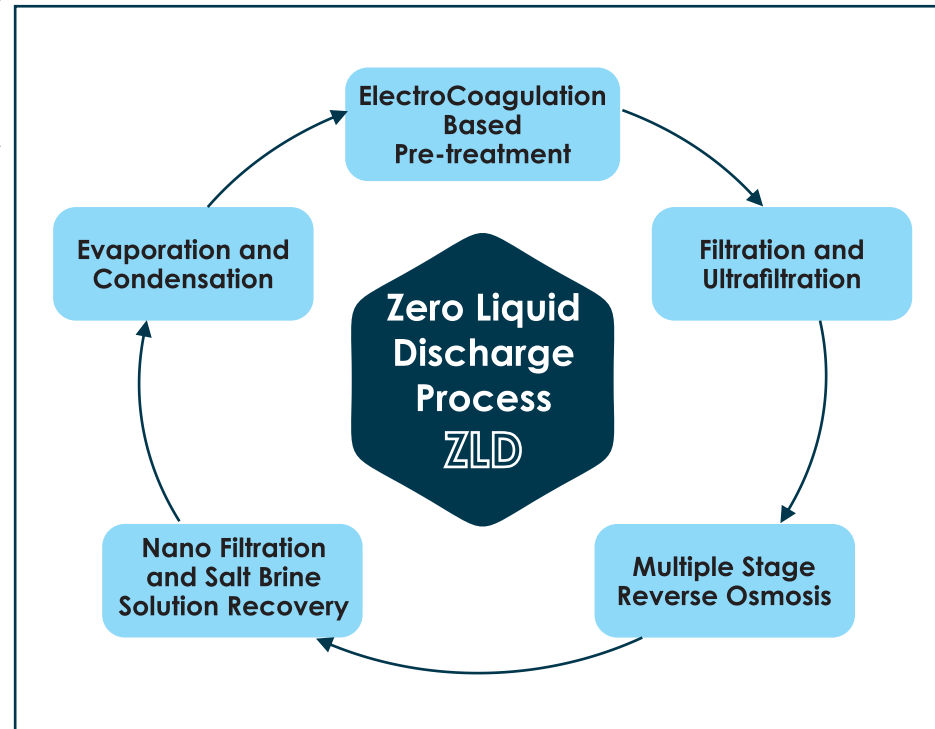 ElectroCoagulation
Based
Pre-treatment
Filtration and
Ultrafiltration
Multiple Stage
Reverse Osmosis
Nano Filtration
and Salt Brine
Solution Recovery
Evaporation and
Condensation
Zero Liquid
Discharge
Process
ZLD